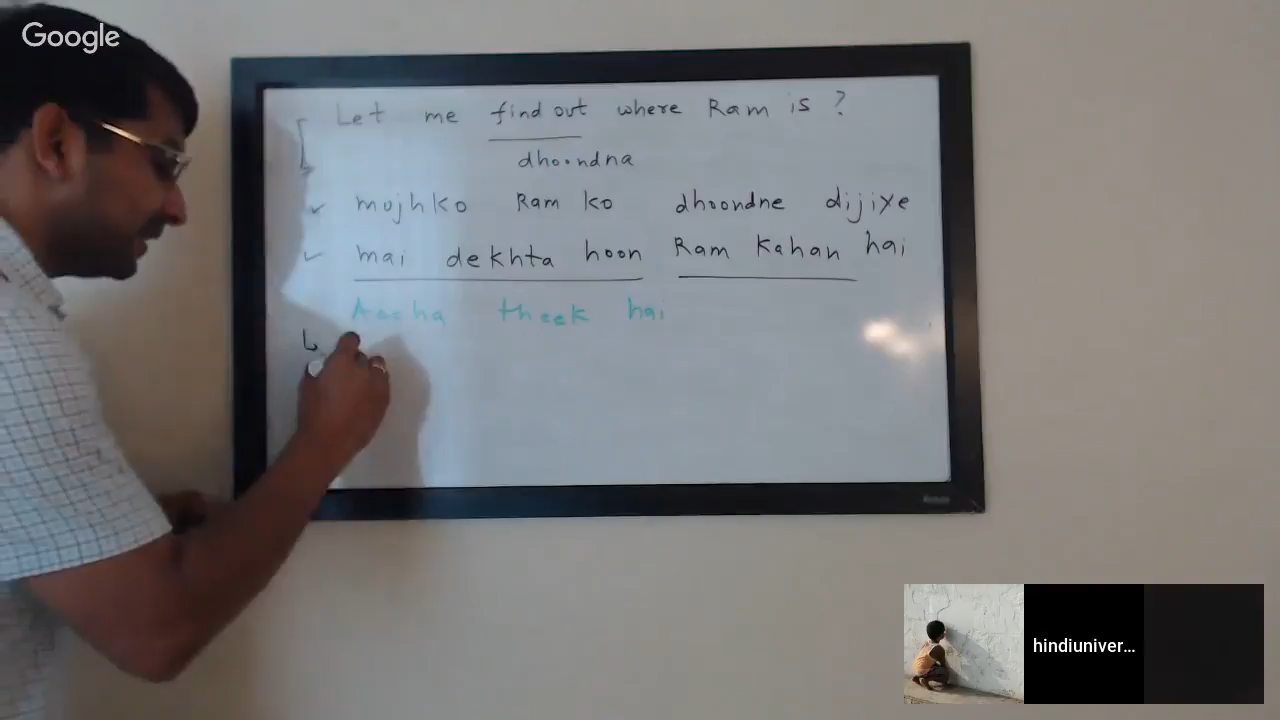 Google
Let me find out where Ram is ?
dhoondna
mujhko Ram ko dhoondne dijiye
mai dekhta hoon Ram kahan hai
Aacha theek hai
hindiuniver...